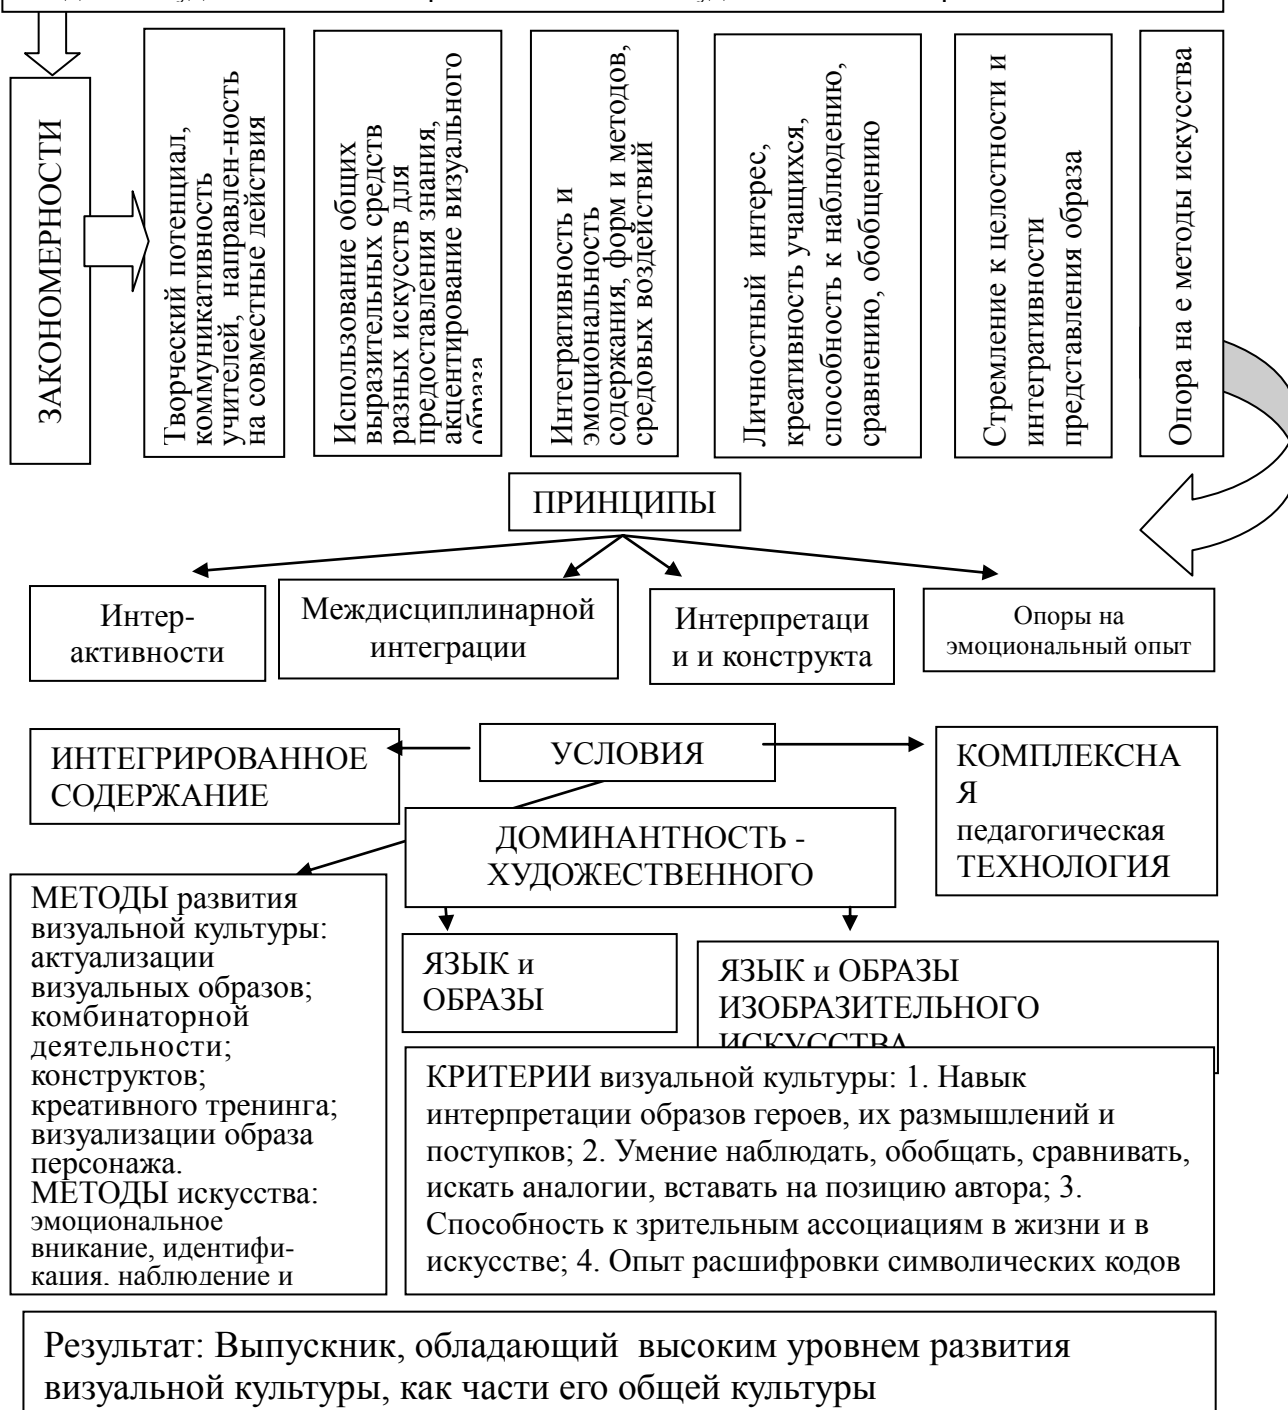 ЗАКОНОМЕРНОСТИ
Творческий потенциал,
коммуникативность
учителей, направлен-ность
на совместные действия
Использование общих
выразительных средств
разных искусств для
предоставления знания,
акцентирование визуального
образа
Интегративность и
эмоциональность
содержания, форм и методов,
средовых воздействий
Личностный интерес,
креативность учащихся,
способность к наблюдению,
сравнению, обобщению
Стремление к целостности и
интегративности
представления образа
Опора на е методы искусства
ПРИНЦИПЫ
Интер-
активности
Междисциплинарной
интеграции
Интерпретаци
и и конструкта
Опоры на
эмоциональный опыт
ИНТЕГРИРОВАННОЕ
СОДЕРЖАНИЕ
УСЛОВИЯ
КОМПЛЕКСНА
Я
педагогическая
ТЕХНОЛОГИЯ
ДОМИНАНТНОСТЬ -
ХУДОЖЕСТВЕННОГО
МЕТОДЫ развития
визуальной культуры:
актуализации
визуальных образов;
комбинаторной
деятельности;
конструктов;
креативного тренинга;
визуализации образа
персонажа.
МЕТОДЫ искусства:
эмоциональное
вникание, идентифи-
кация, наблюдение и
ЯЗЫК и
ОБРАЗЫ
ЯЗЫК и ОБРАЗЫ
ИЗОБРАЗИТЕЛЬНОГО
ИСКУССТВА
КРИТЕРИИ визуальной культуры: 1. Навык
интерпретации образов героев, их размышлений и
поступков; 2. Умение наблюдать, обобщать, сравнивать,
искать аналогии, вставать на позицию автора; 3.
Способность к зрительным ассоциациям в жизни и в
искусстве; 4. Опыт расшифровки символических кодов
Результат: Выпускник, обладающий высоким уровнем развития
визуальной культуры, как части его общей культуры